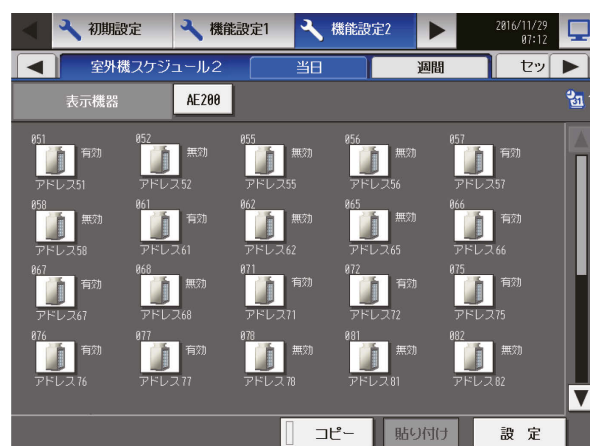 初期設定 機能設定1 機能設定2 2016/11/29
07:12
室外機スケジュール2 当日 週間 セッ
表示機器 AE200
051 052 055 056 057
有効 無効 無効 無効 有効
アドレス51 アドレス52 アドレス55 アドレス56 アドレス57
058 061 062 065 066
無効 有効 無効 無効 有効
アドレス58 アドレス61 アドレス62 アドレス65 アドレス66
067 068 071 072 075
有効 無効 有効 有効 有効
アドレス67 アドレス68 アドレス71 アドレス72 アドレス75
076 077 078 081 082
有効 有効 無効 無効 無効
アドレス76 アドレス77 アドレス78 アドレス81 アドレス82
コピー 貼り付け 設 定